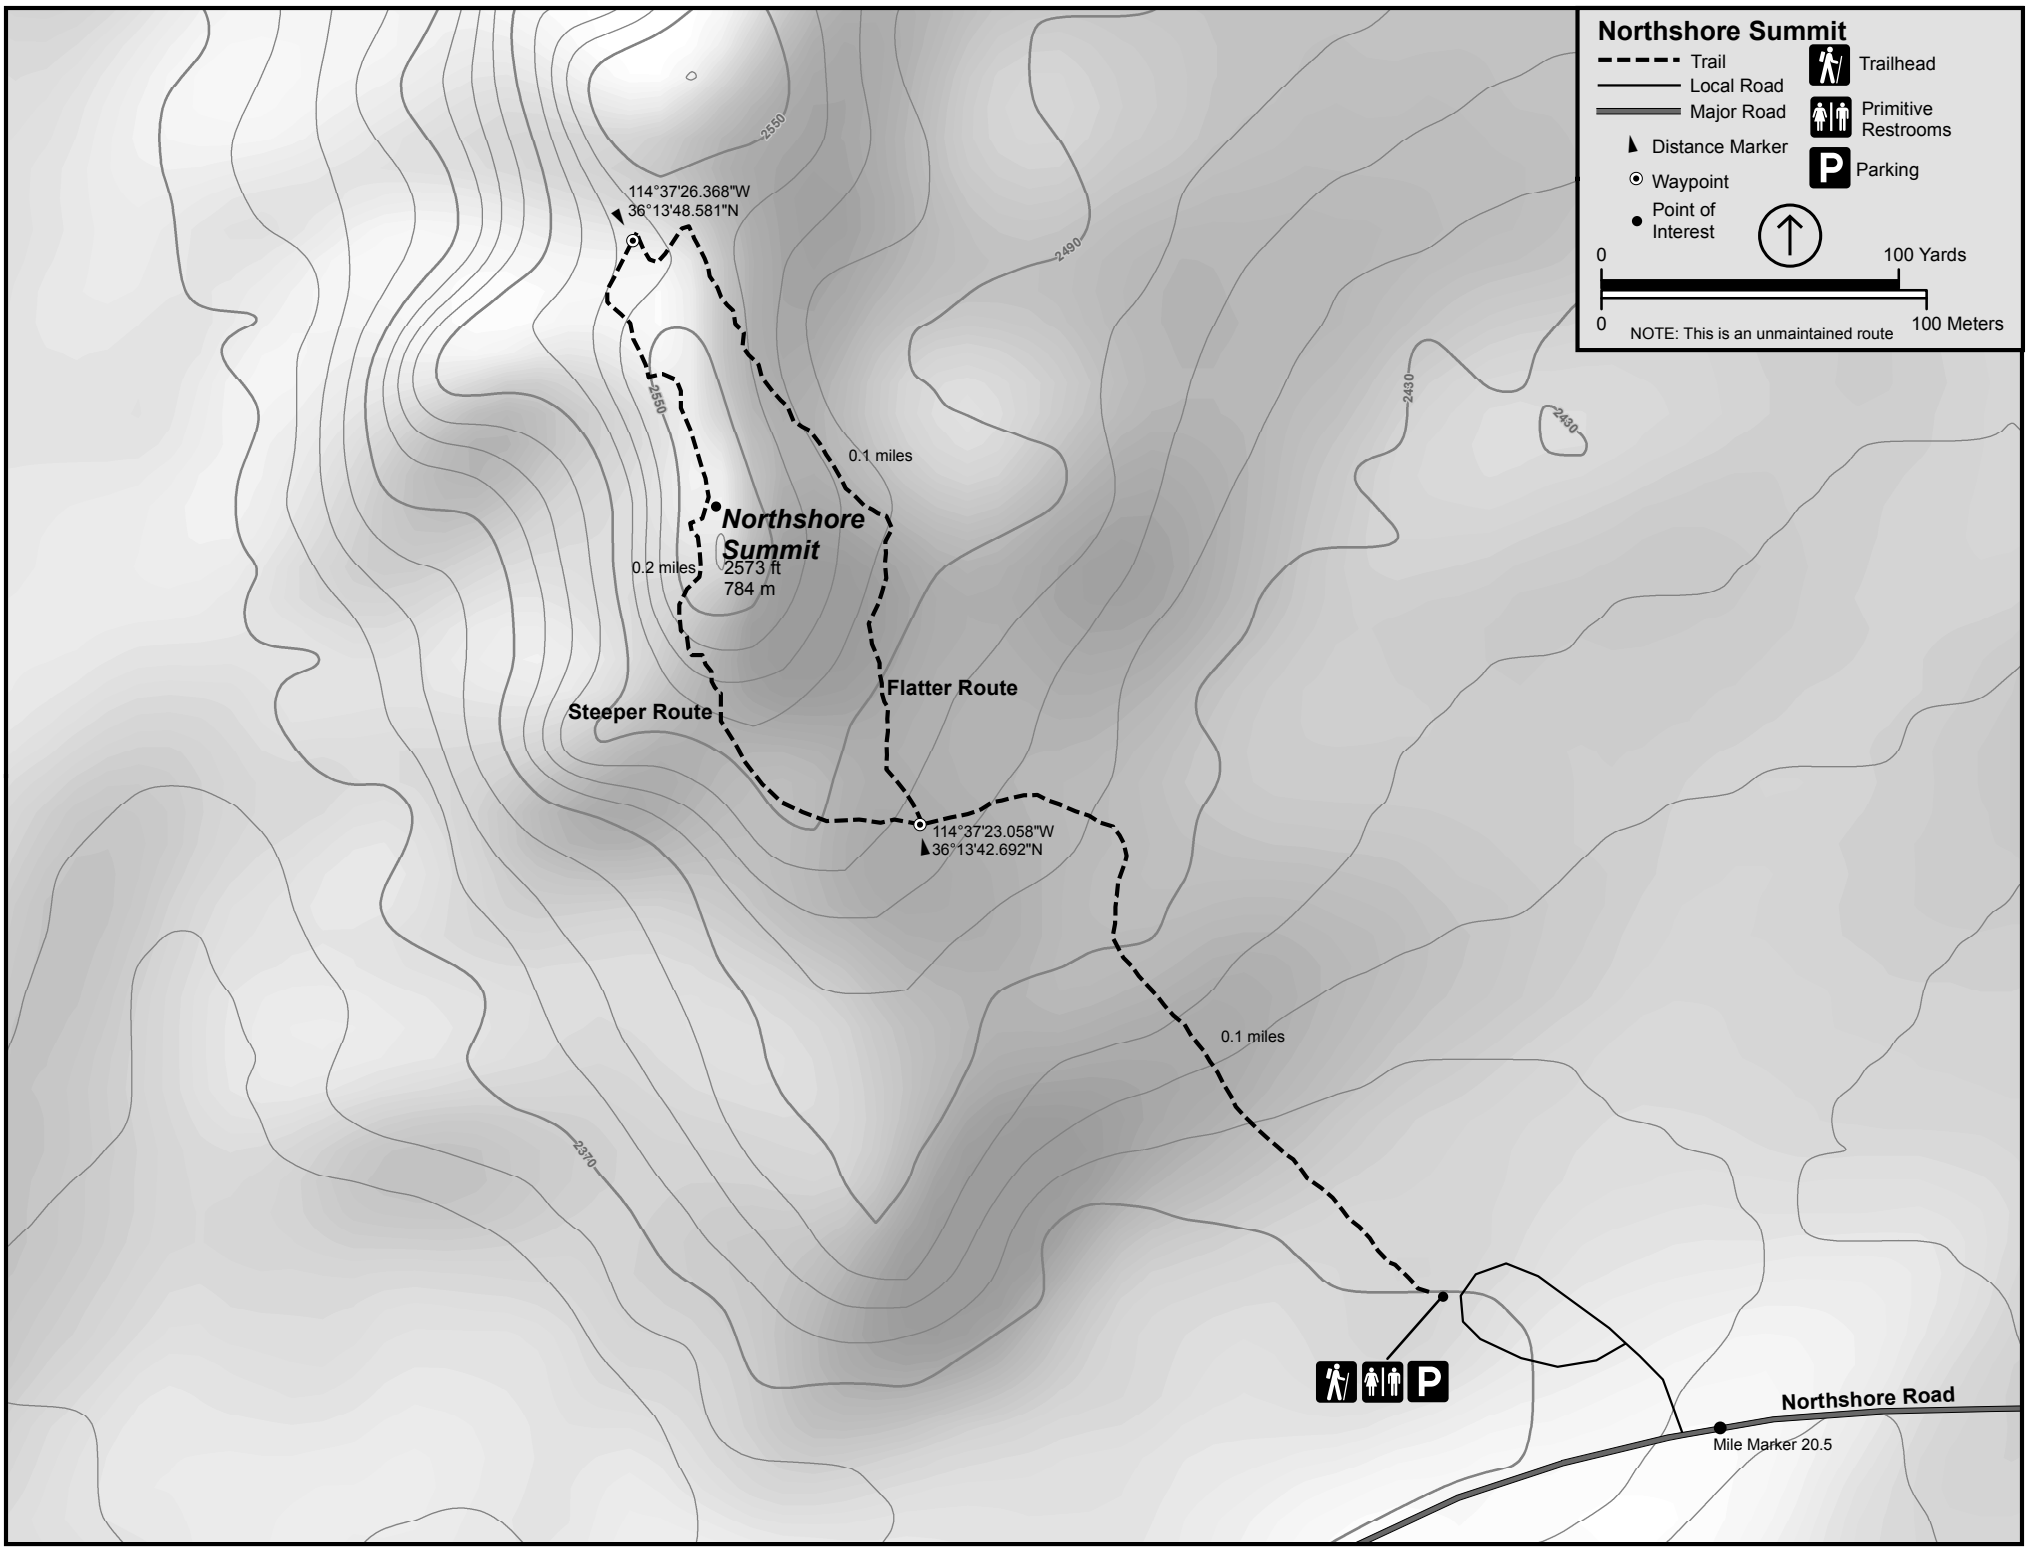 Northshore Summit
Trail
Local Road
Major Road
Distance Marker
Waypoint
Point of
Interest
Trailhead
Primitive
Restrooms
P
Parking
0
100 Yards
0
100 Meters
NOTE: This is an unmaintained route
2550
114°37'26.368"W
36°13'48.581"N
2490
2430
2430
2550
0.1 miles
Northshore
Summit
2573 ft
784 m
0.2 miles
Flatter Route
Steeper Route
114°37'23.058"W
36°13'42.692"N
0.1 miles
2370
P
Northshore Road
Mile Marker 20.5